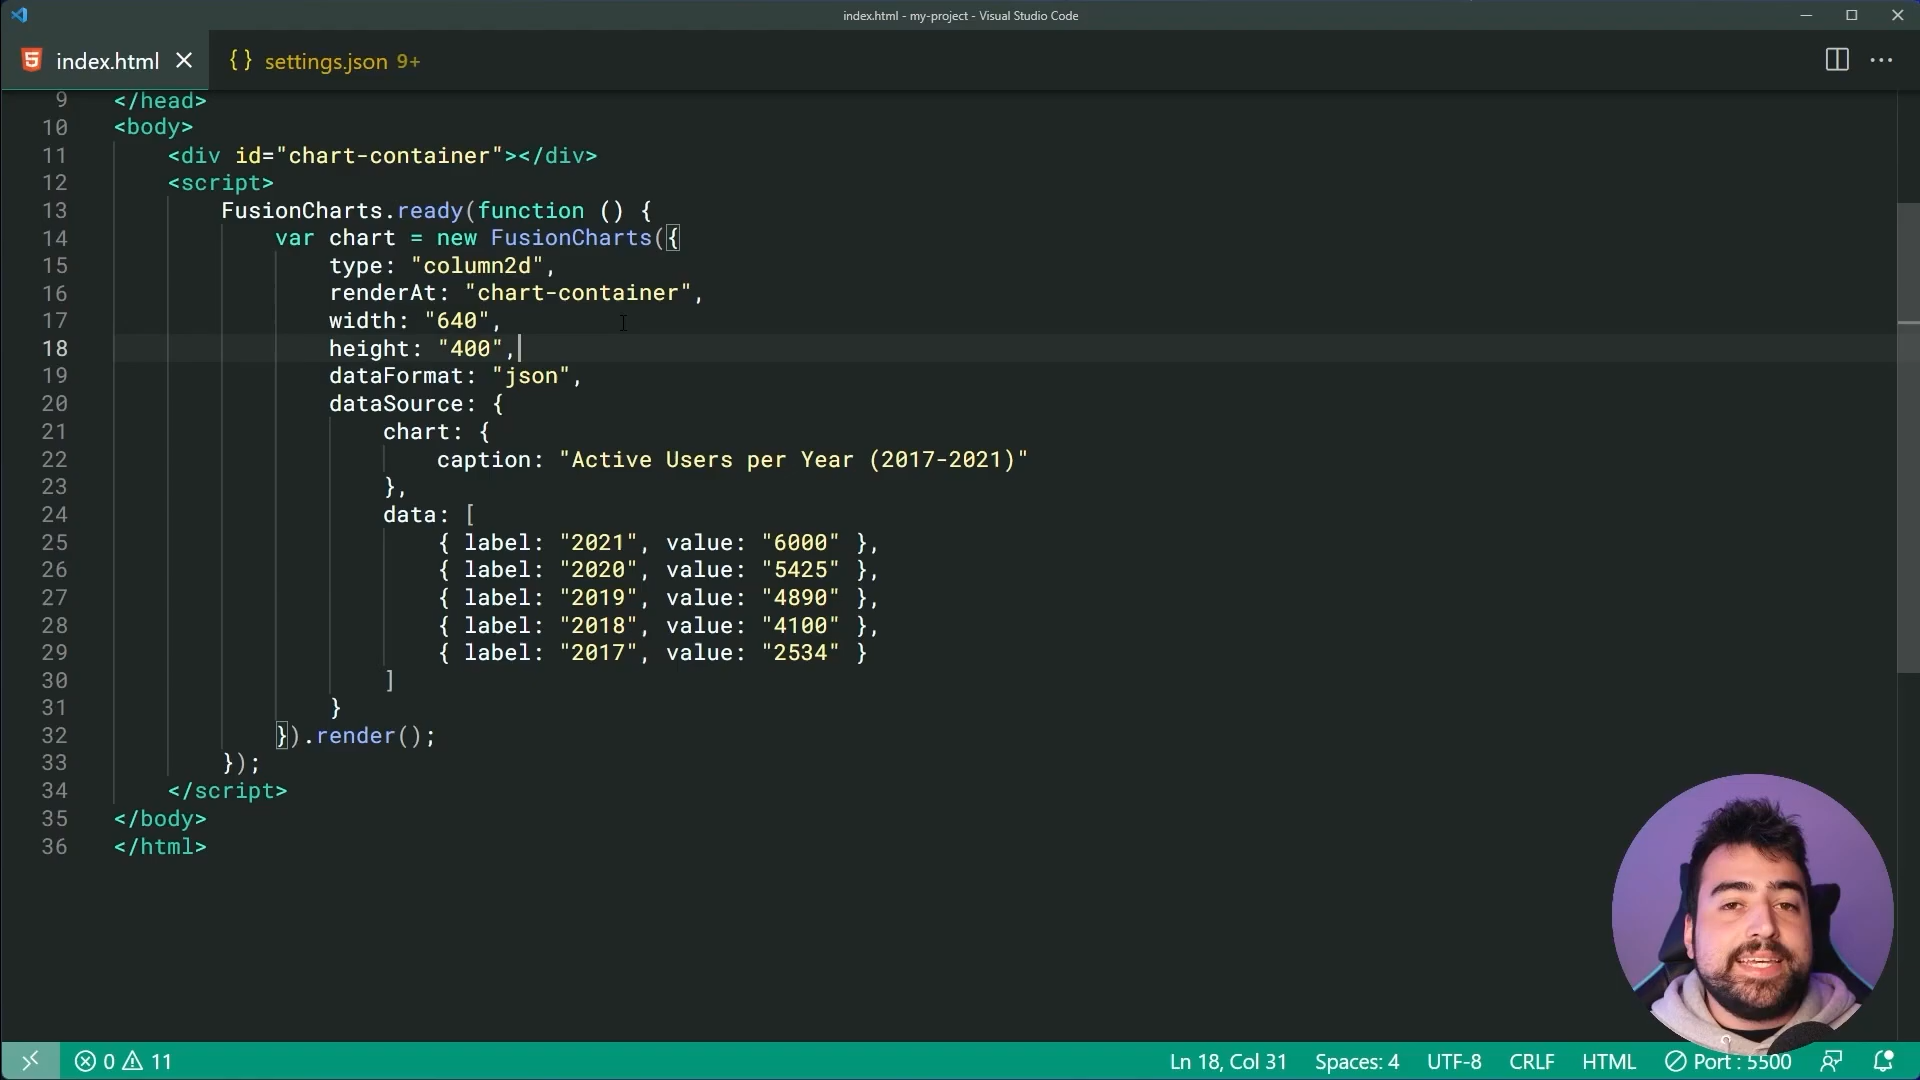 index.html - my-project - Visual Studio Code
index.html
{} settings.json 9+
9 </head>
10 <body>
11 <div id="chart-container"></div>
12 <script>
13 FusionCharts.ready(function () {
14 var chart = new FusionCharts({
15 type: "column2d",
16 renderAt: "chart-container",
17 width: "640",
18 height: "400",
19 dataFormat: "json",
20 dataSource: {
21 chart: {
22 caption: "Active Users per Year (2017-2021)"
23 },
24 data: [
25 { label: "2021", value: "6000" },
26 { label: "2020", value: "5425" },
27 { label: "2019", value: "4890" },
28 { label: "2018", value: "4100" },
29 { label: "2017", value: "2534" }
30 ]
31 }
32 }).render();
33 });
34 </script>
35 </body>
36 </html>
0 11 Ln 18, Col 31 Spaces: 4 UTF-8 CRLF HTML Port : 5500